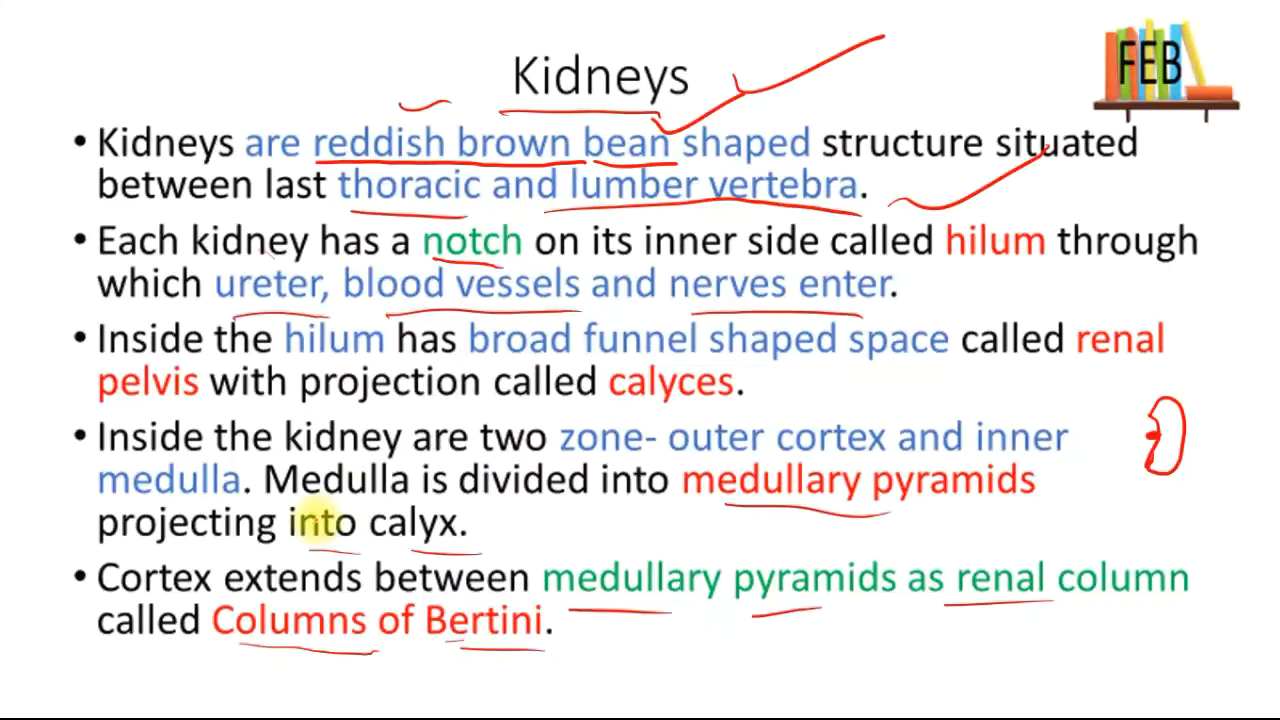 FEB
Kidneys
• Kidneys are reddish brown bean shaped structure situated
between last thoracic and lumber vertebra.
• Each kidney has a notch on its inner side called hilum through
which ureter, blood vessels and nerves enter.
• Inside the hilum has broad funnel shaped space called renal
pelvis with projection called calyces.
• Inside the kidney are two zone- outer cortex and inner
medulla. Medulla is divided into medullary pyramids
projecting into calyx.
• Cortex extends between medullary pyramids as renal column
called Columns of Bertini.